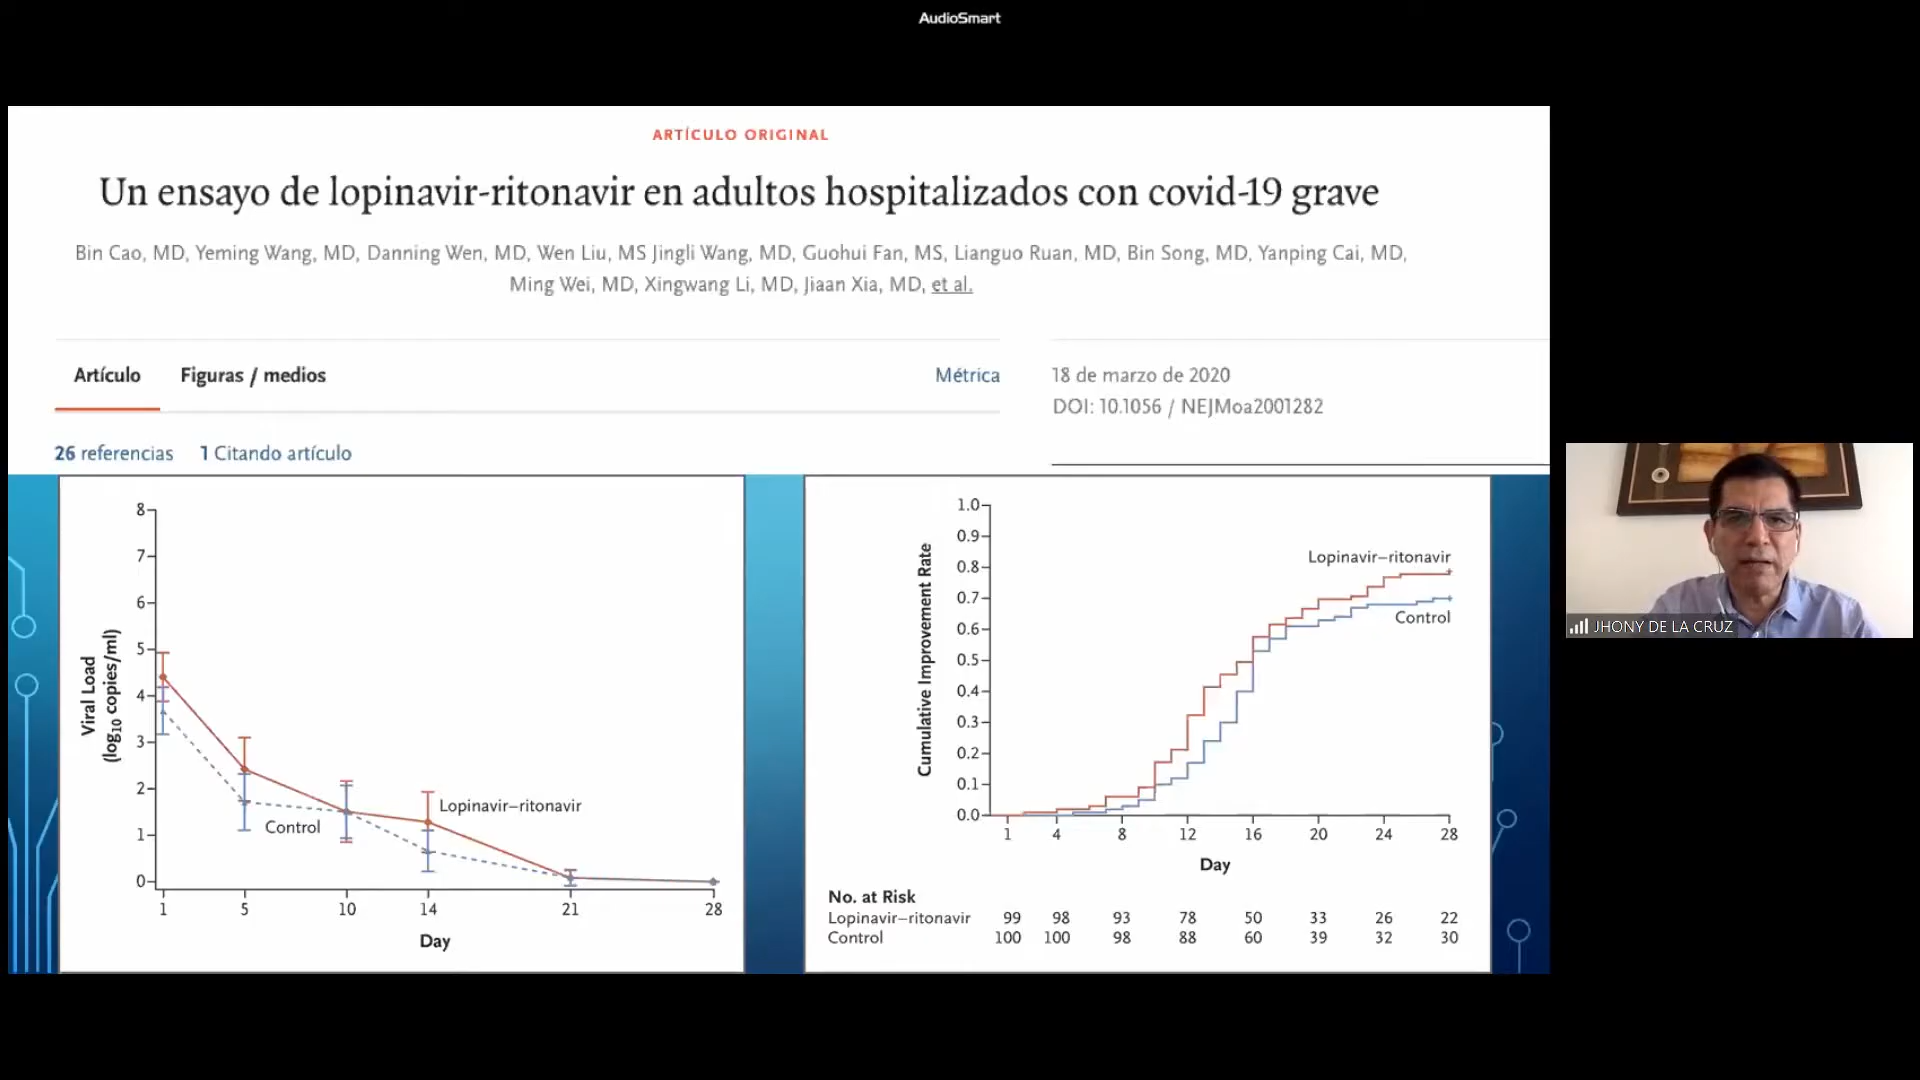 AudioSmart
ARTÍCULO ORIGINAL
Un ensayo de lopinavir-ritonavir en adultos hospitalizados con covid-19 grave
Bin Cao, MD, Yeming Wang, MD, Danning Wen, MD, Wen Liu, MS Jingli Wang, MD, Guohui Fan, MS, Lianguo Ruan, MD, Bin Song, MD, Yanping Cai, MD,
Ming Wei, MD, Xingwang Li, MD, Jiaan Xia, MD, et al.
Artículo Figuras / medios Métrica
18 de marzo de 2020
DOI: 10.1056 / NEJMoa2001282
26 referencias 1 Citando artículo
Viral Load
(log10 copies/ml)
8
7
6
5
4
3
2
1
0
Lopinavir–ritonavir
Control
1 5 10 14 21 28
Day
Cumulative Improvement Rate
1.0
0.9
0.8
0.7
0.6
0.5
0.4
0.3
0.2
0.1
0.0
Lopinavir–ritonavir
Control
1 4 8 12 16 20 24 28
Day
No. at Risk
Lopinavir–ritonavir 99 98 93 78 50 33 26 22
Control 100 100 98 88 60 39 32 30
JHONY DE LA CRUZ